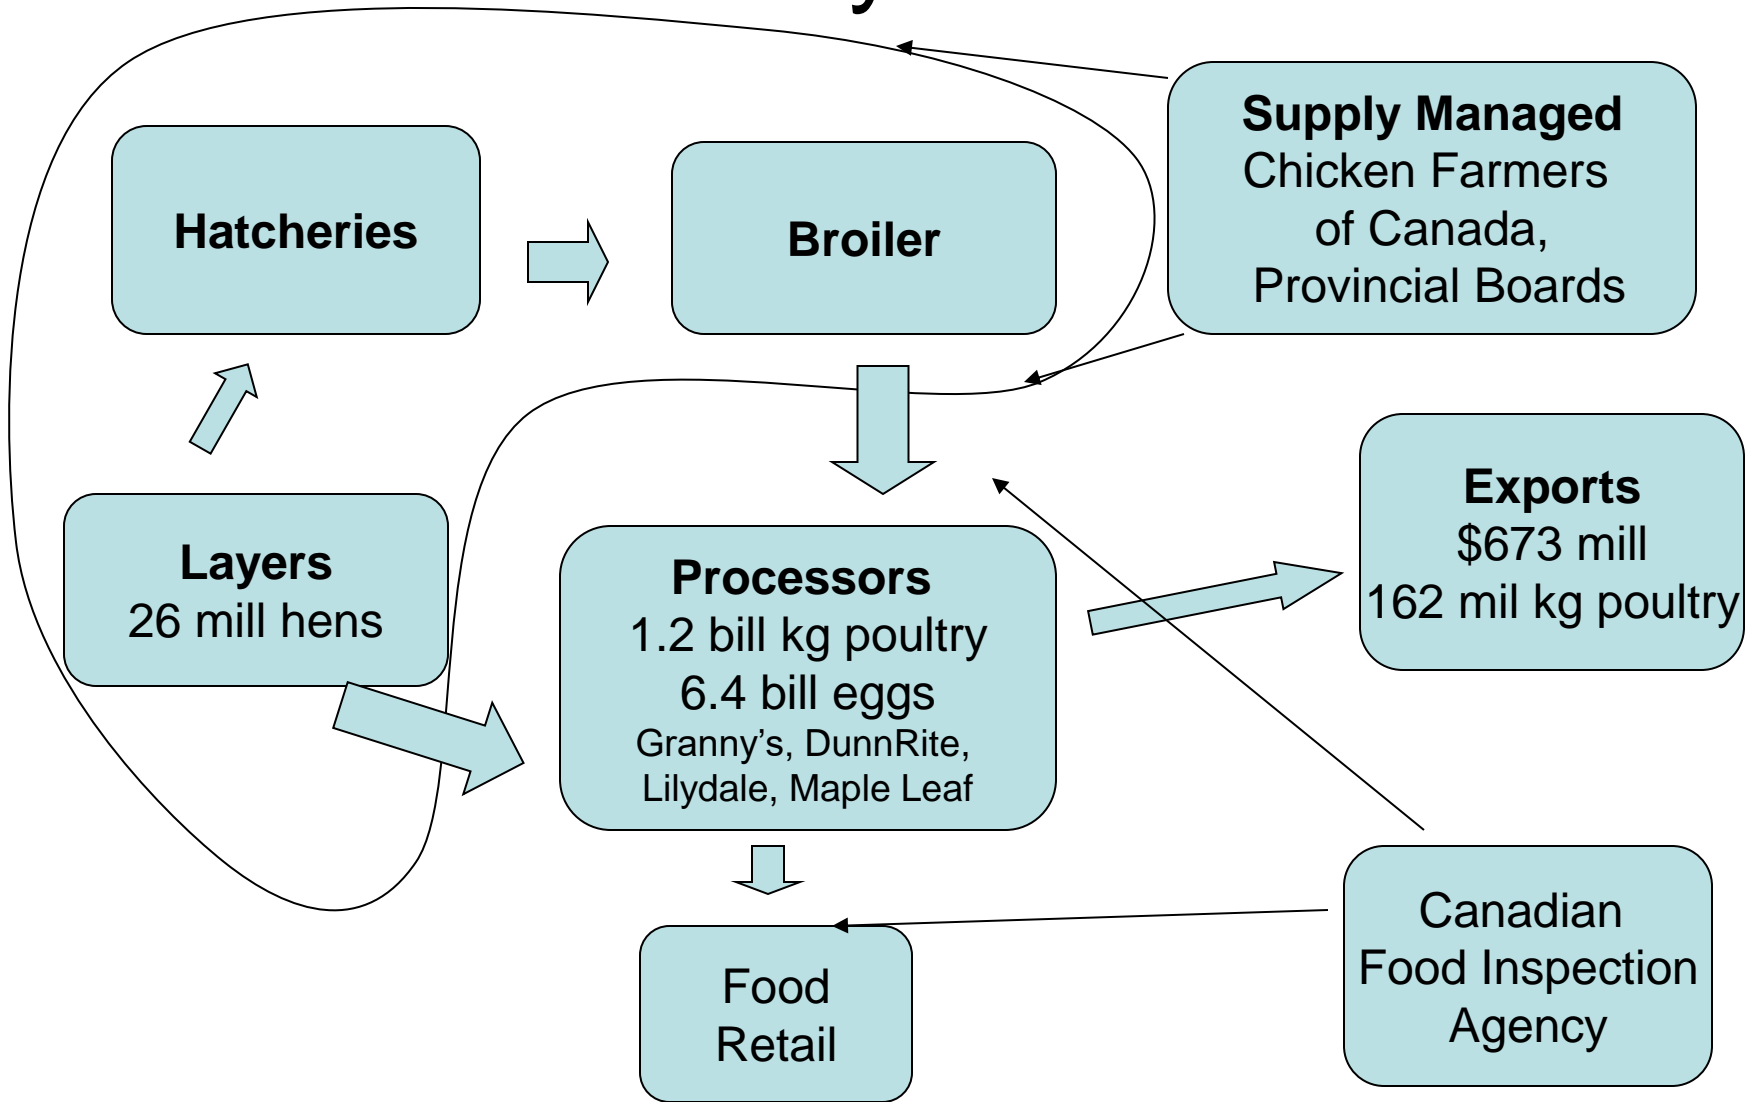 Supply Managed
Chicken Farmers
of Canada,
Provincial Boards
Hatcheries
Broiler
Layers
26 mill hens
Processors
1.2 bill kg poultry
6.4 bill eggs
Granny’s, DunnRite,
Lilydale, Maple Leaf
Exports
$673 mill
162 mil kg poultry
Food
Retail
Canadian
Food Inspection
Agency